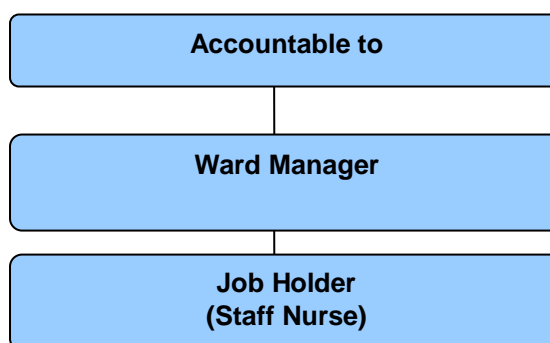 Accountable to
Ward Manager
Job Holder
(Staff Nurse)